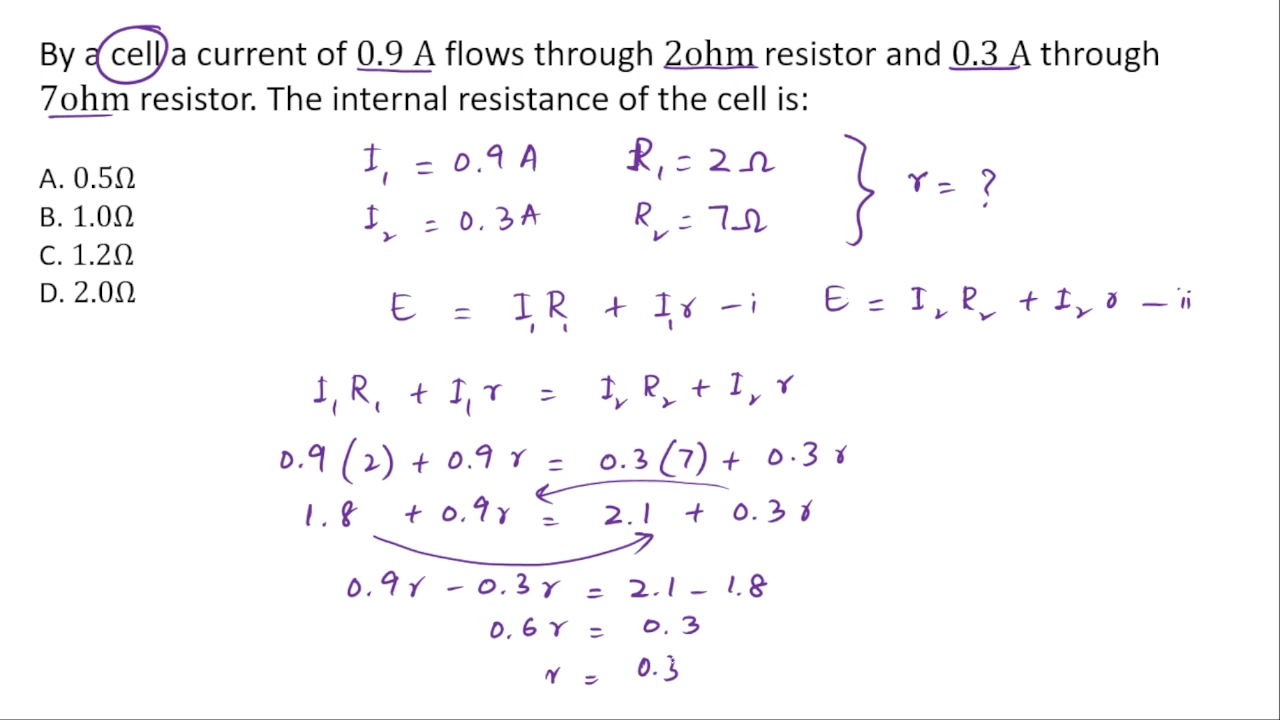 By a cell a current of 0.9 A flows through 2ohm resistor and 0.3 A through
7ohm resistor. The internal resistance of the cell is:
A. 0.5Ω
B. 1.0Ω
C. 1.2Ω
D. 2.0Ω
I₁ = 0.9 A R₁ = 2 Ω
I₂ = 0.3A R₂ = 7Ω } r = ?
E = I₁R₁ + I₁r – i E = I₂R₂ + I₂r – ii
I₁R₁ + I₁r = I₂R₂ + I₂r
0.9(2) + 0.9r = 0.3(7) + 0.3r
1.8 + 0.9r = 2.1 + 0.3r
0.9r – 0.3r = 2.1 – 1.8
0.6r = 0.3
r = 0.3